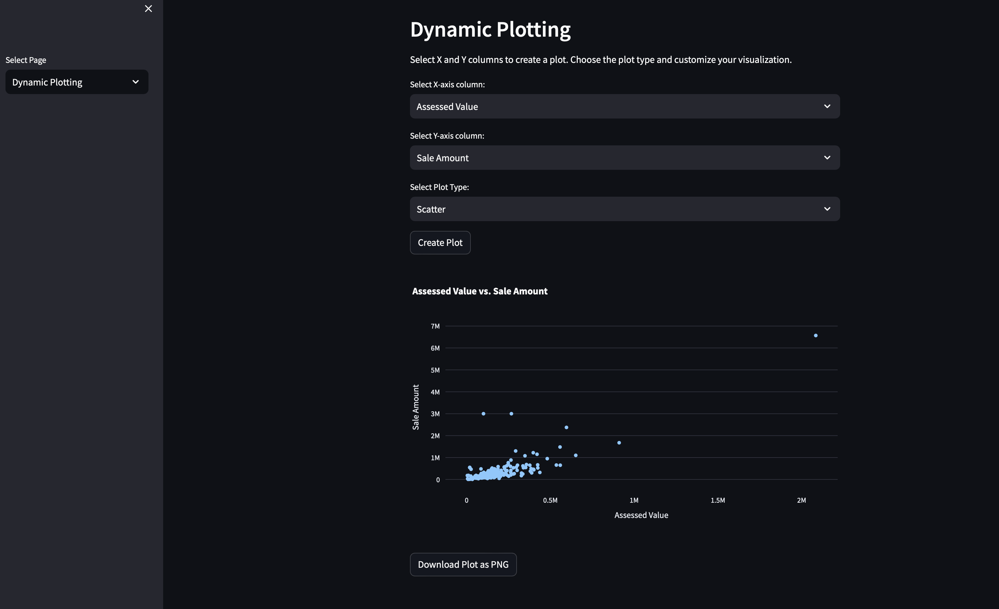 Select Page
Dynamic Plotting
Dynamic Plotting
Select X and Y columns to create a plot. Choose the plot type and customize your visualization.
Select X-axis column:
Assessed Value
Select Y-axis column:
Sale Amount
Select Plot Type:
Scatter
Create Plot
Assessed Value vs. Sale Amount
7M
6M
5M
4M
3M
2M
1M
0
Sale Amount
0 0.5M 1M 1.5M 2M
Assessed Value
Download Plot as PNG